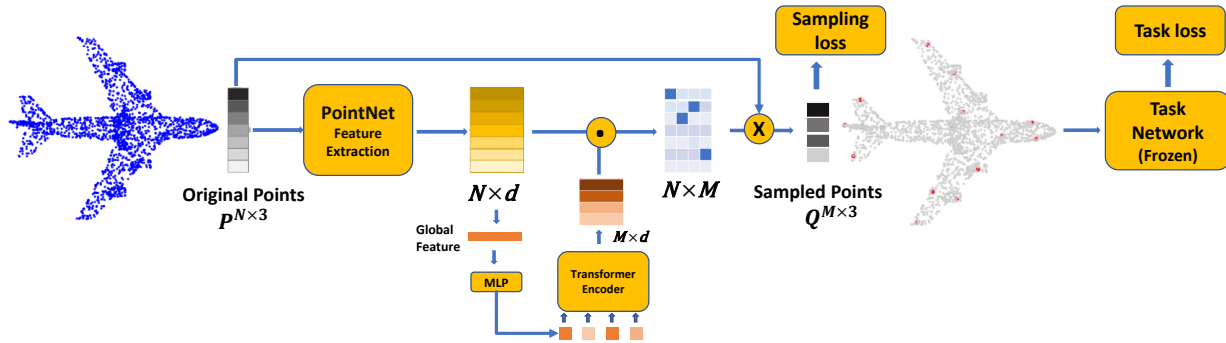 Sampling
loss
Task loss
PointNet
Feature
Extraction
Task
Network
(Frozen)
X
Original Points
P^{N×3}
N×d
N×M
Sampled Points
Q^{M×3}
Global
Feature
M×d
MLP
Transformer
Encoder